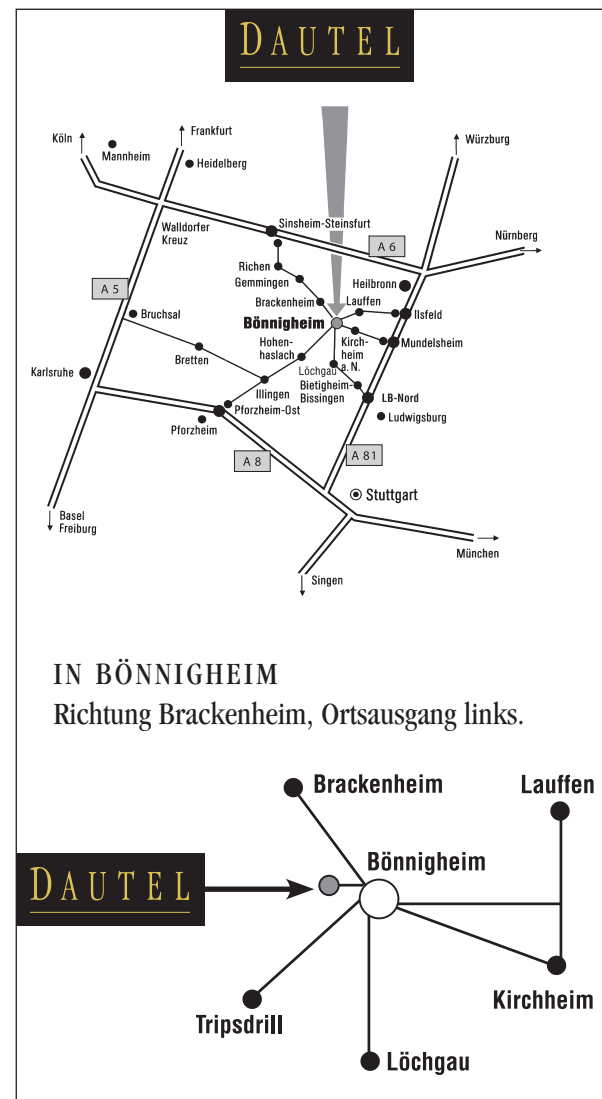 DAUTEL
Köln
Mannheim
Frankfurt
Heidelberg
Würzburg
Walldorfer
Kreuz
Sinsheim-Steinsfurt
A 6
Nürnberg
A 5
Richen
Gemmingen
Heilbronn
Brackenheim
Lauffen
Ilsfeld
Bruchsal
Bönnigheim
Bretten
Hohen-
haslach
Kirch-
heim
a. N.
Mundelsheim
Karlsruhe
Löchgau
Illingen
Bietigheim-
Bissingen
LB-Nord
Pforzheim-Ost
Pforzheim
Ludwigsburg
A 8
A 81
Stuttgart
Basel
Freiburg
München
Singen
IN BÖNNIGHEIM
Richtung Brackenheim, Ortsausgang links.
Brackenheim
Lauffen
Bönnigheim
DAUTEL
Kirchheim
Tripsdrill
Löchgau